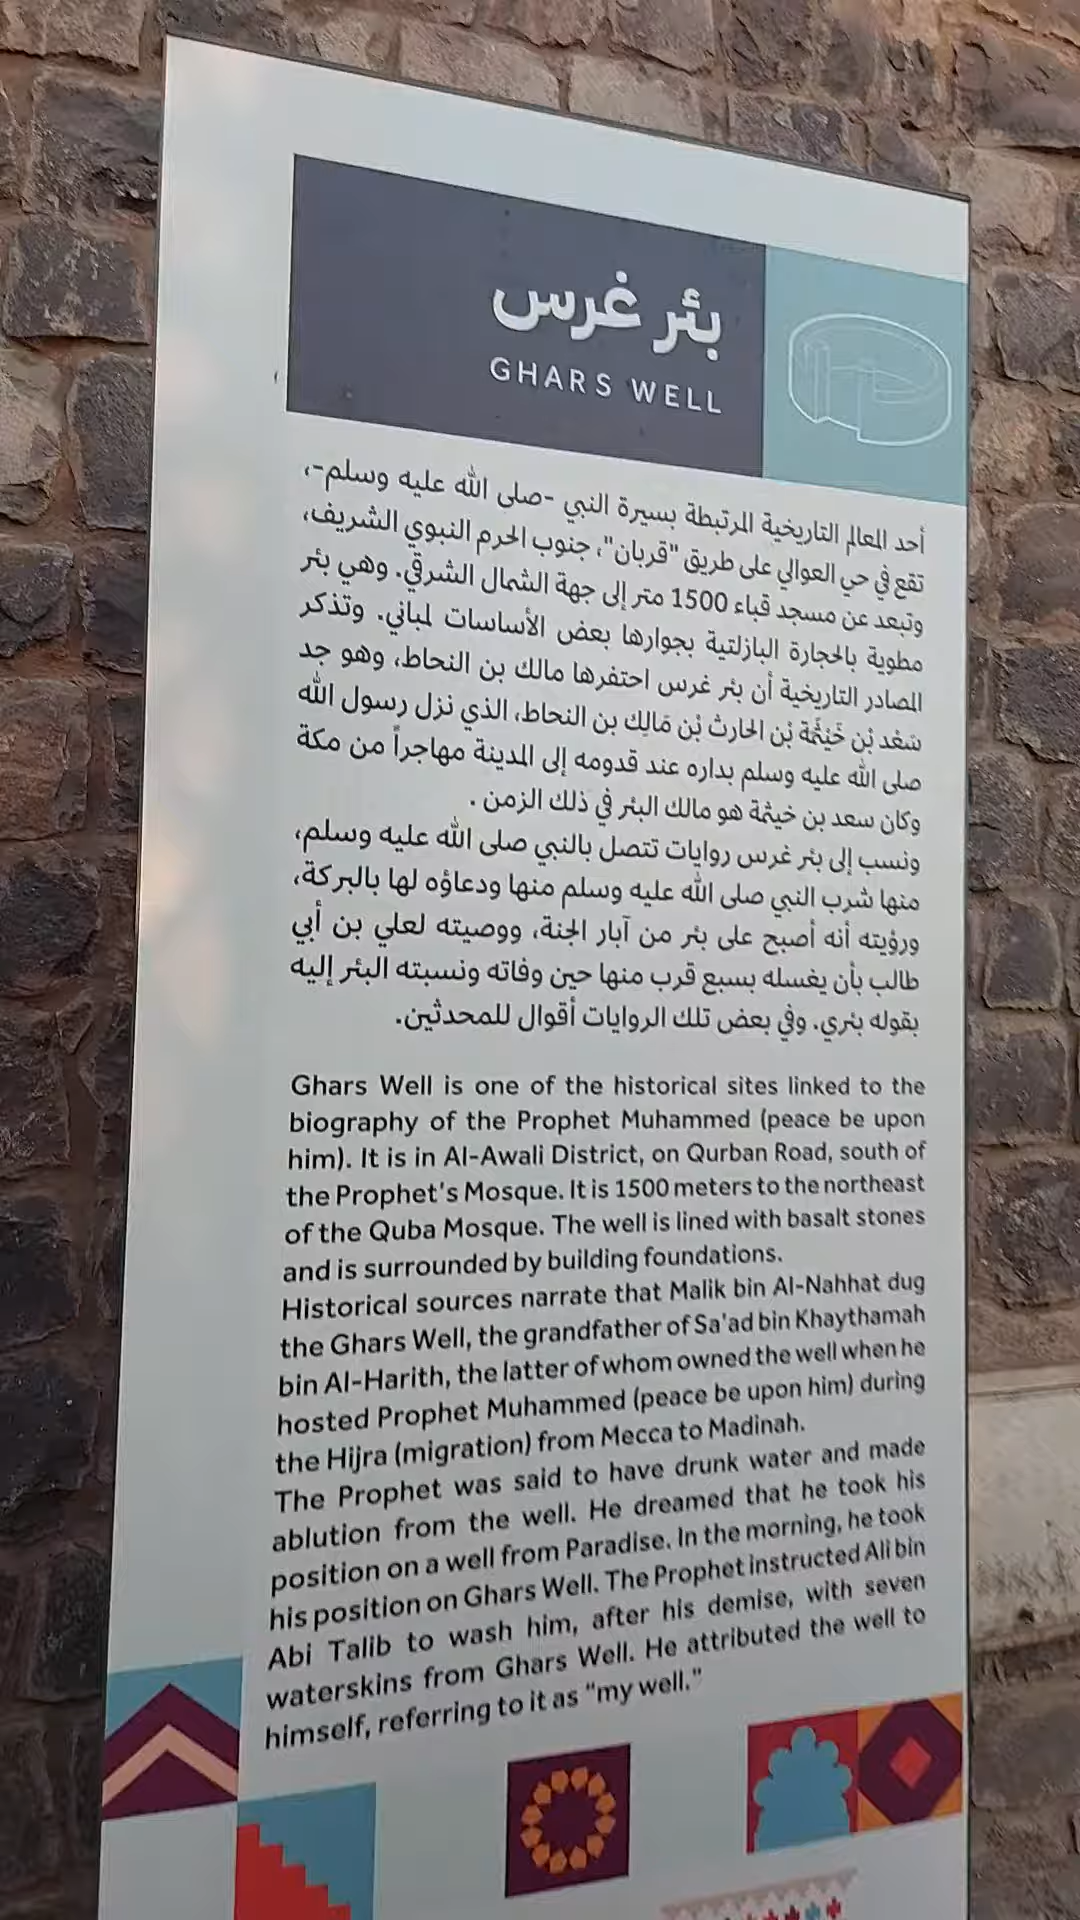 بئر غرس
GHARS WELL
أحد المعالم التاريخية المرتبطة بسيرة النبي -صلى الله عليه وسلم-،
تقع في حي العوالي على طريق "قربان"، جنوب الحرم النبوي الشريف،
وتبعد عن مسجد قباء 1500 متر إلى جهة الشمال الشرقي. وهي بئر
مطوية بالحجارة البازلتية بجوارها بعض الأساسات لمباني. وتذكر
المصادر التاريخية أن بئر غرس احتفرها مالك بن النحاط، وهو جد
سَعْد بْن خَيْثَمَة بْن الحارث بْن مَالِك بن النحاط، الذي نزل رسول الله
صلى الله عليه وسلم بداره عند قدومه إلى المدينة مهاجراً من مكة
وكان سعد بن خيثمة هو مالك البئر في ذلك الزمن .
ونسب إلى بئر غرس روايات تتصل بالنبي صلى الله عليه وسلم،
منها شرب النبي صلى الله عليه وسلم منها ودعاؤه لها بالبركة،
ورؤيته أنه أصبح على بئر من آبار الجنة، ووصيته لعلي بن أبي
طالب بأن يغسله بسبع قرب منها حين وفاته ونسبته البئر إليه
بقوله بئري. وفي بعض تلك الروايات أقوال للمحدثين.
Ghars Well is one of the historical sites linked to the
biography of the Prophet Muhammed (peace be upon
him). It is in Al-Awali District, on Qurban Road, south of
the Prophet's Mosque. It is 1500 meters to the northeast
of the Quba Mosque. The well is lined with basalt stones
and is surrounded by building foundations.
Historical sources narrate that Malik bin Al-Nahhat dug
the Ghars Well, the grandfather of Sa'ad bin Khaythamah
bin Al-Harith, the latter of whom owned the well when he
hosted Prophet Muhammed (peace be upon him) during
the Hijra (migration) from Mecca to Madinah.
The Prophet was said to have drunk water and made
ablution from the well. He dreamed that he took his
position on a well from Paradise. In the morning, he took
his position on Ghars Well. The Prophet instructed Ali bin
Abi Talib to wash him, after his demise, with seven
waterskins from Ghars Well. He attributed the well to
himself, referring to it as "my well."